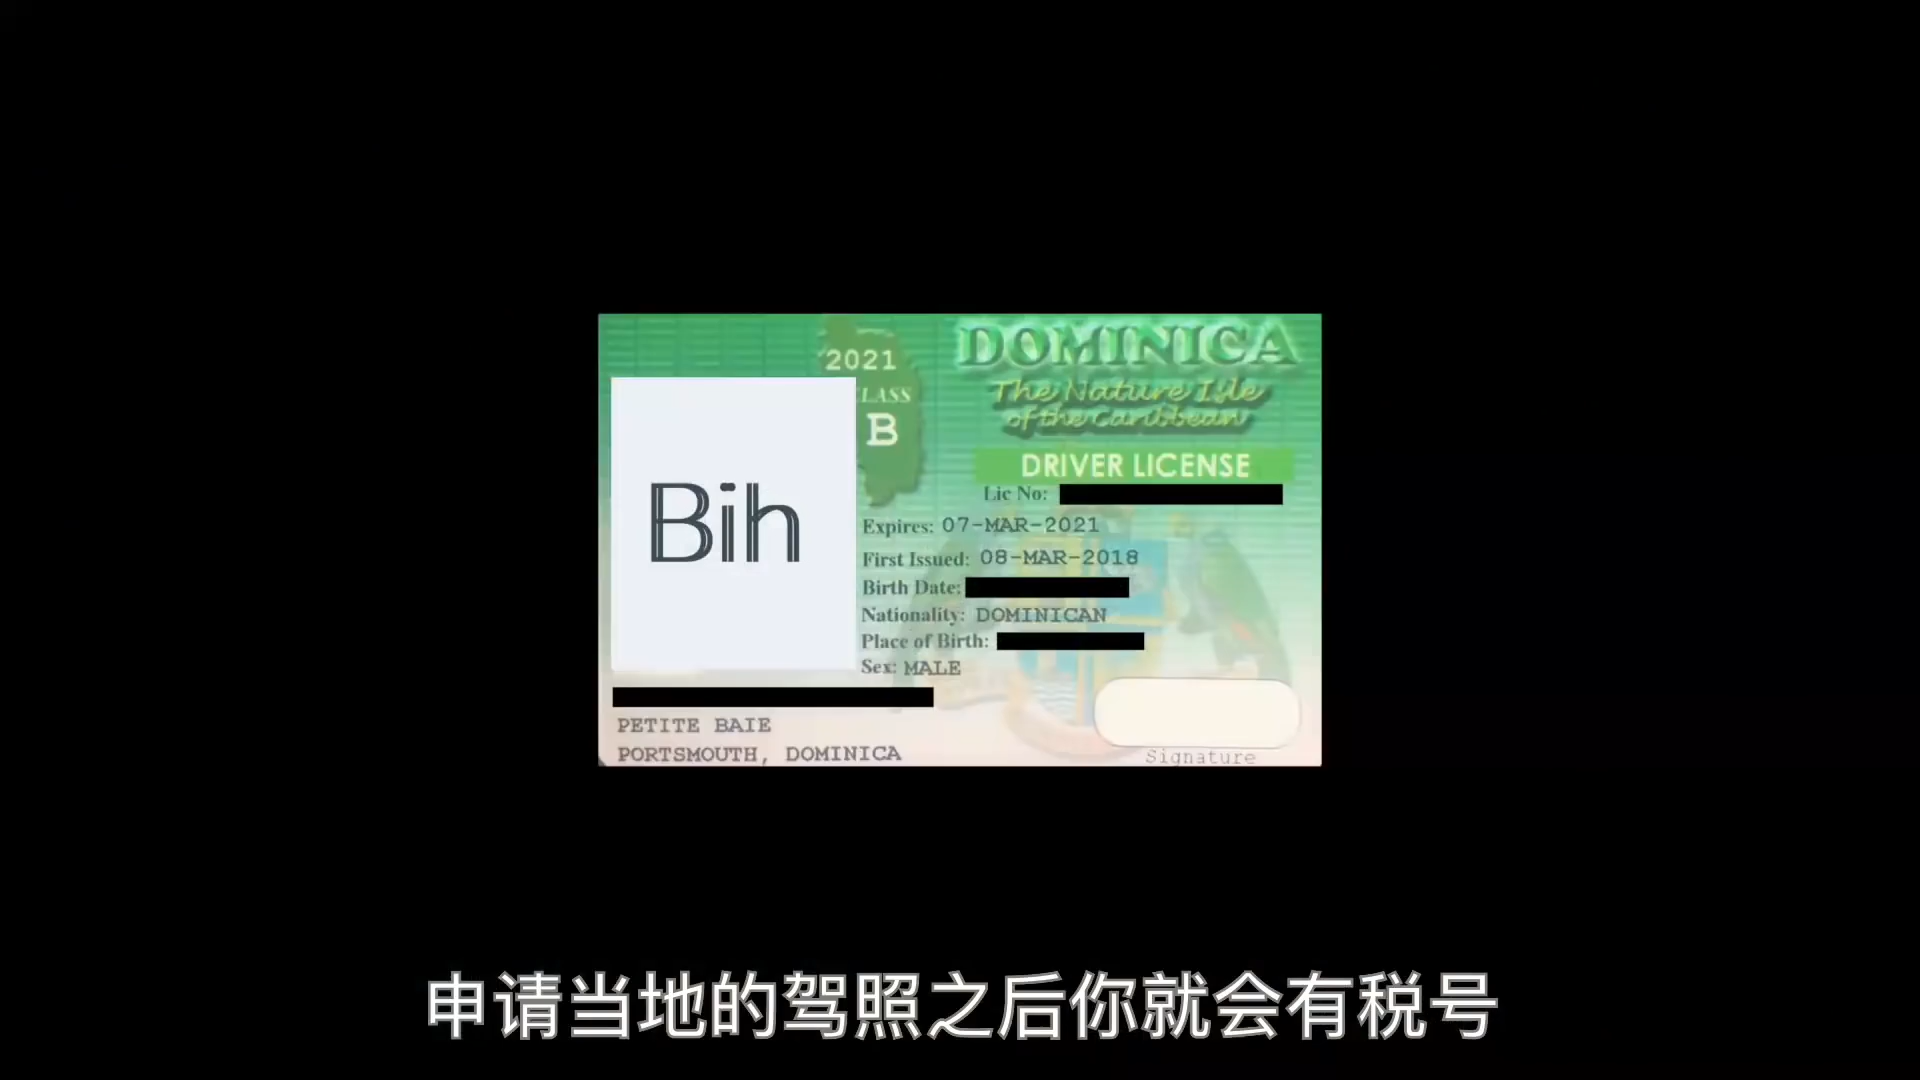 2021
CLASS
B
DOMINICA
The Nature Isle
of the Caribbean
DRIVER LICENSE
Lic No:
Bih
Expires: 07-MAR-2021
First Issued: 08-MAR-2018
Birth Date:
Nationality: DOMINICAN
Place of Birth:
Sex: MALE
PETITE BAIE
PORTSMOUTH, DOMINICA
Signature
申请当地的驾照之后你就会有税号